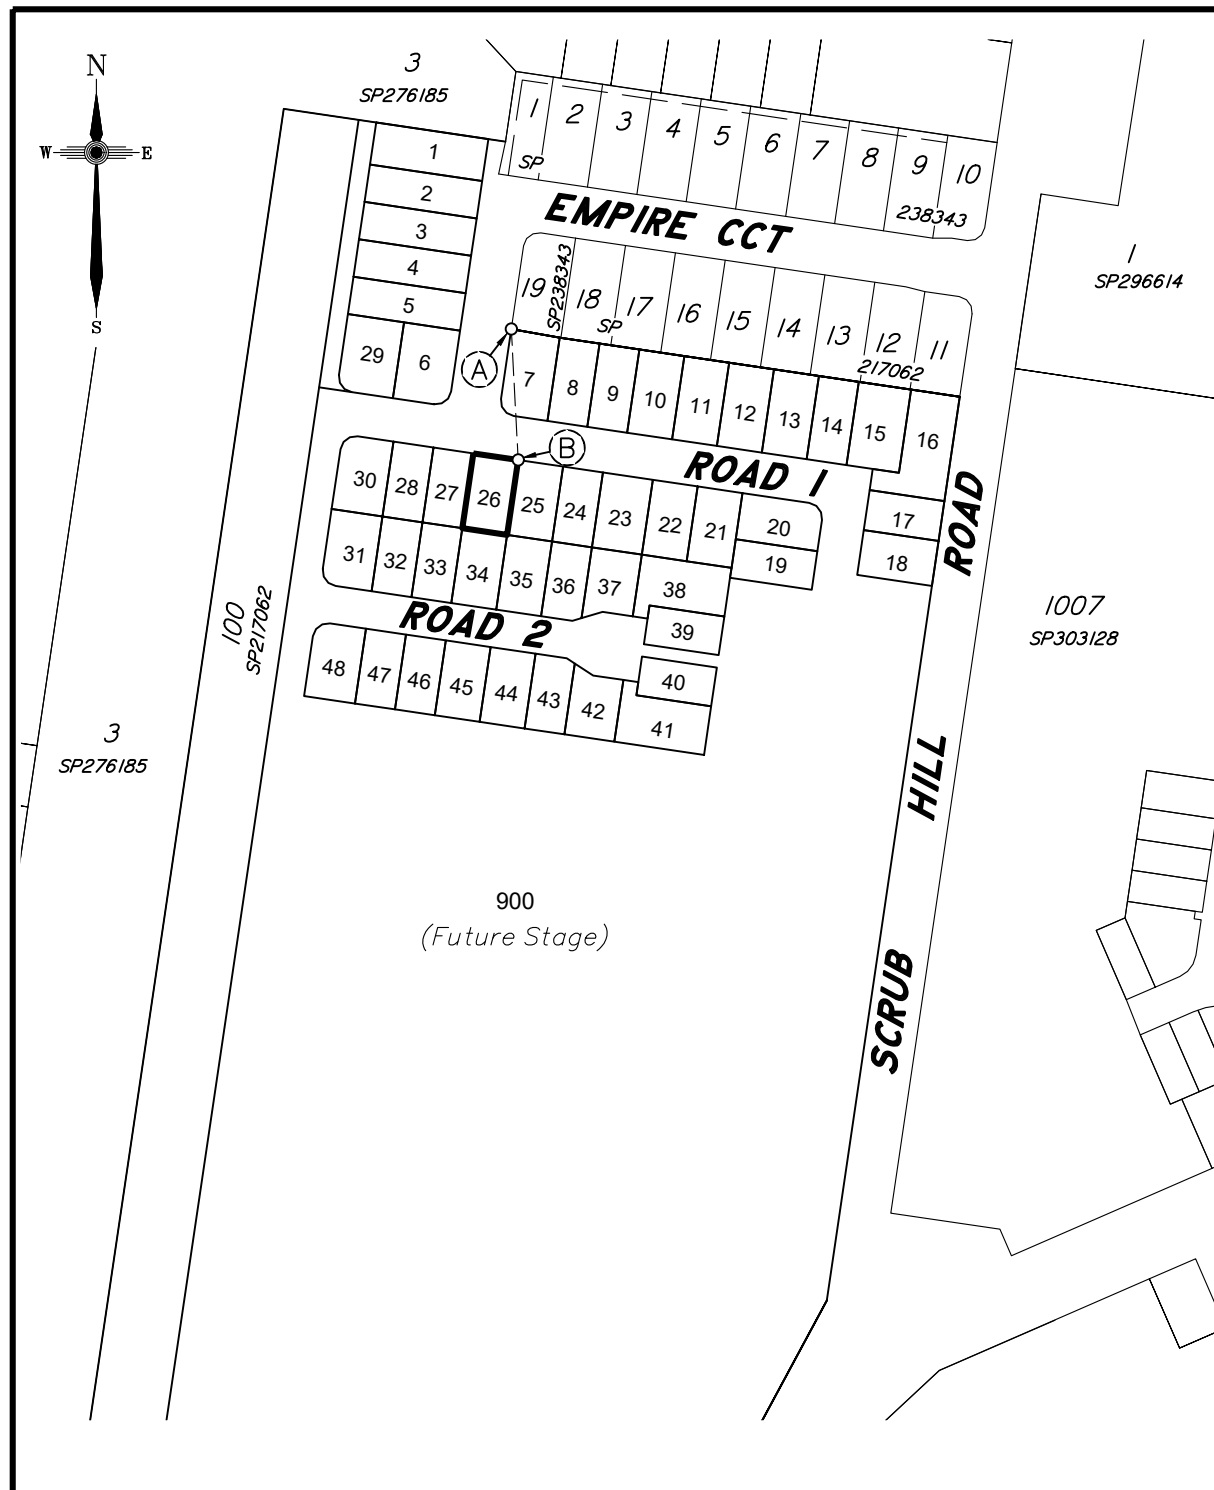 N
W E
S
3
SP276185
1
2
3
4
5
29 6
1 2 3 4 5 6 7 8 9 10
SP 238343
EMPIRE CCT
19 18 17 16 15 14 13 12 11
SP238343
SP 217062
1
SP296614
A
7 8 9 10 11 12 13 14 15 16
B
ROAD 1
30 28 27 26 25 24 23 22 21 20
19
17
18
31 32 33 34 35 36 37 38
39
ROAD 2
48 47 46 45 44 43 42 40
41
100
SP217062
1007
SP303128
3
SP276185
SCRUB HILL ROAD
900
(Future Stage)